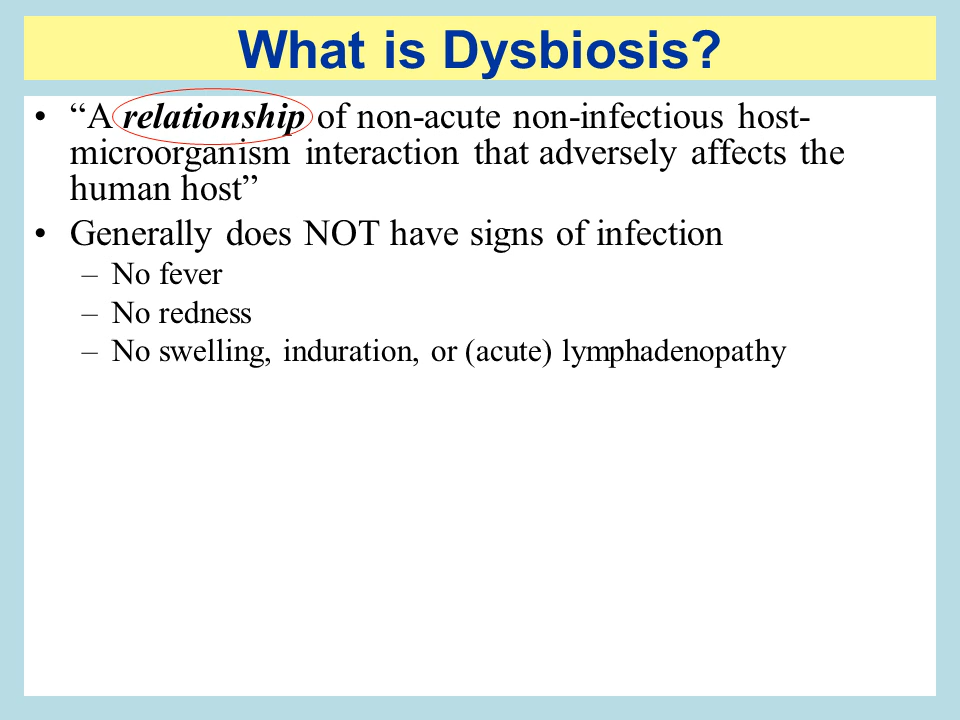 What is Dysbiosis?
• “A relationship of non-acute non-infectious host-
microorganism interaction that adversely affects the
human host”
• Generally does NOT have signs of infection
– No fever
– No redness
– No swelling, induration, or (acute) lymphadenopathy